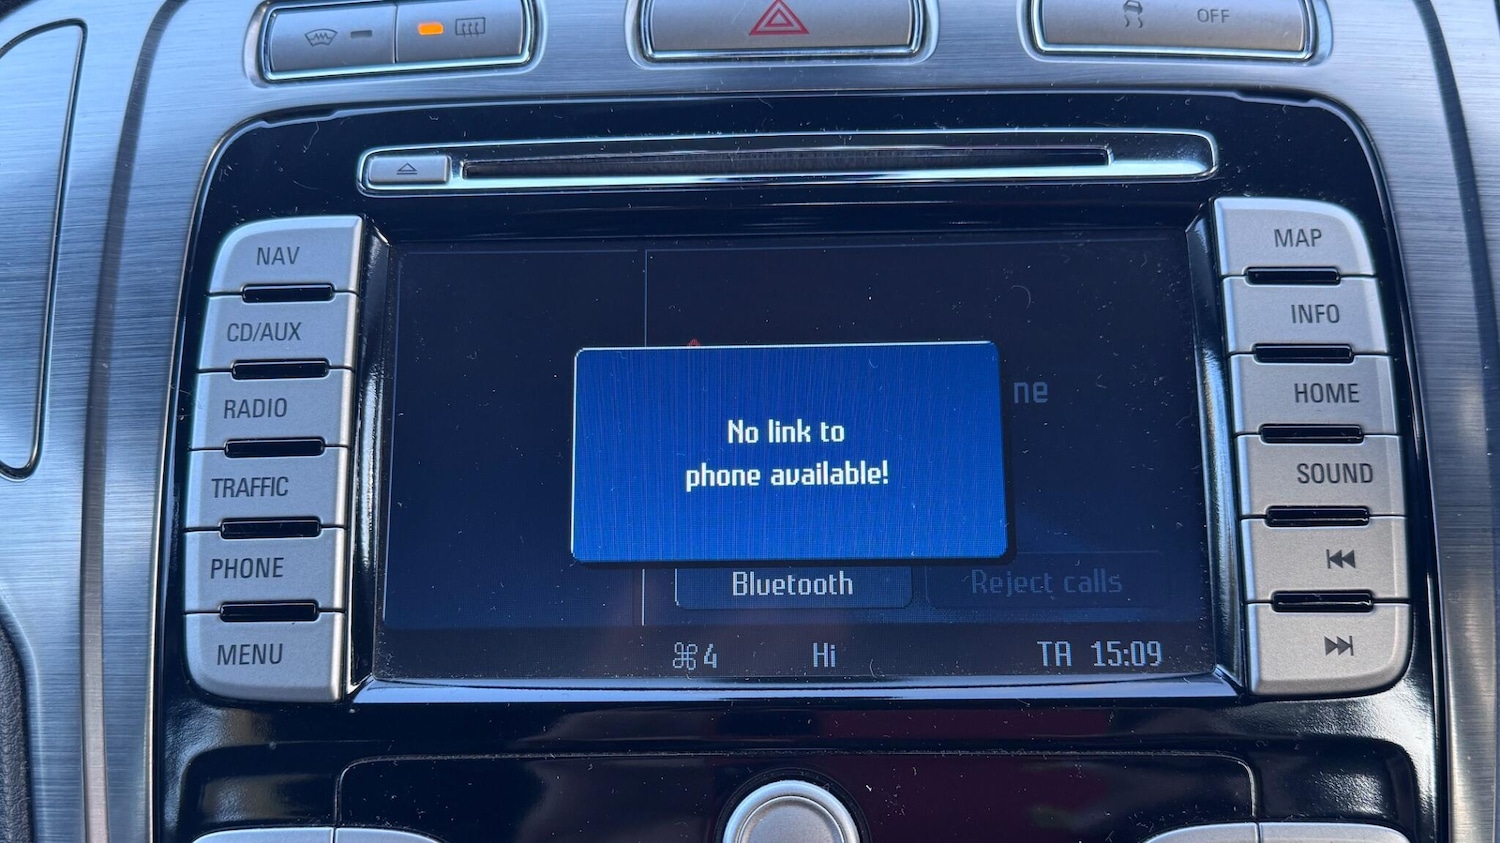 OFF
NAV
CD/AUX
RADIO
TRAFFIC
PHONE
MENU
ne
No link to
phone available!
Bluetooth
Reject calls
4
Hi
TA 15:09
MAP
INFO
HOME
SOUND